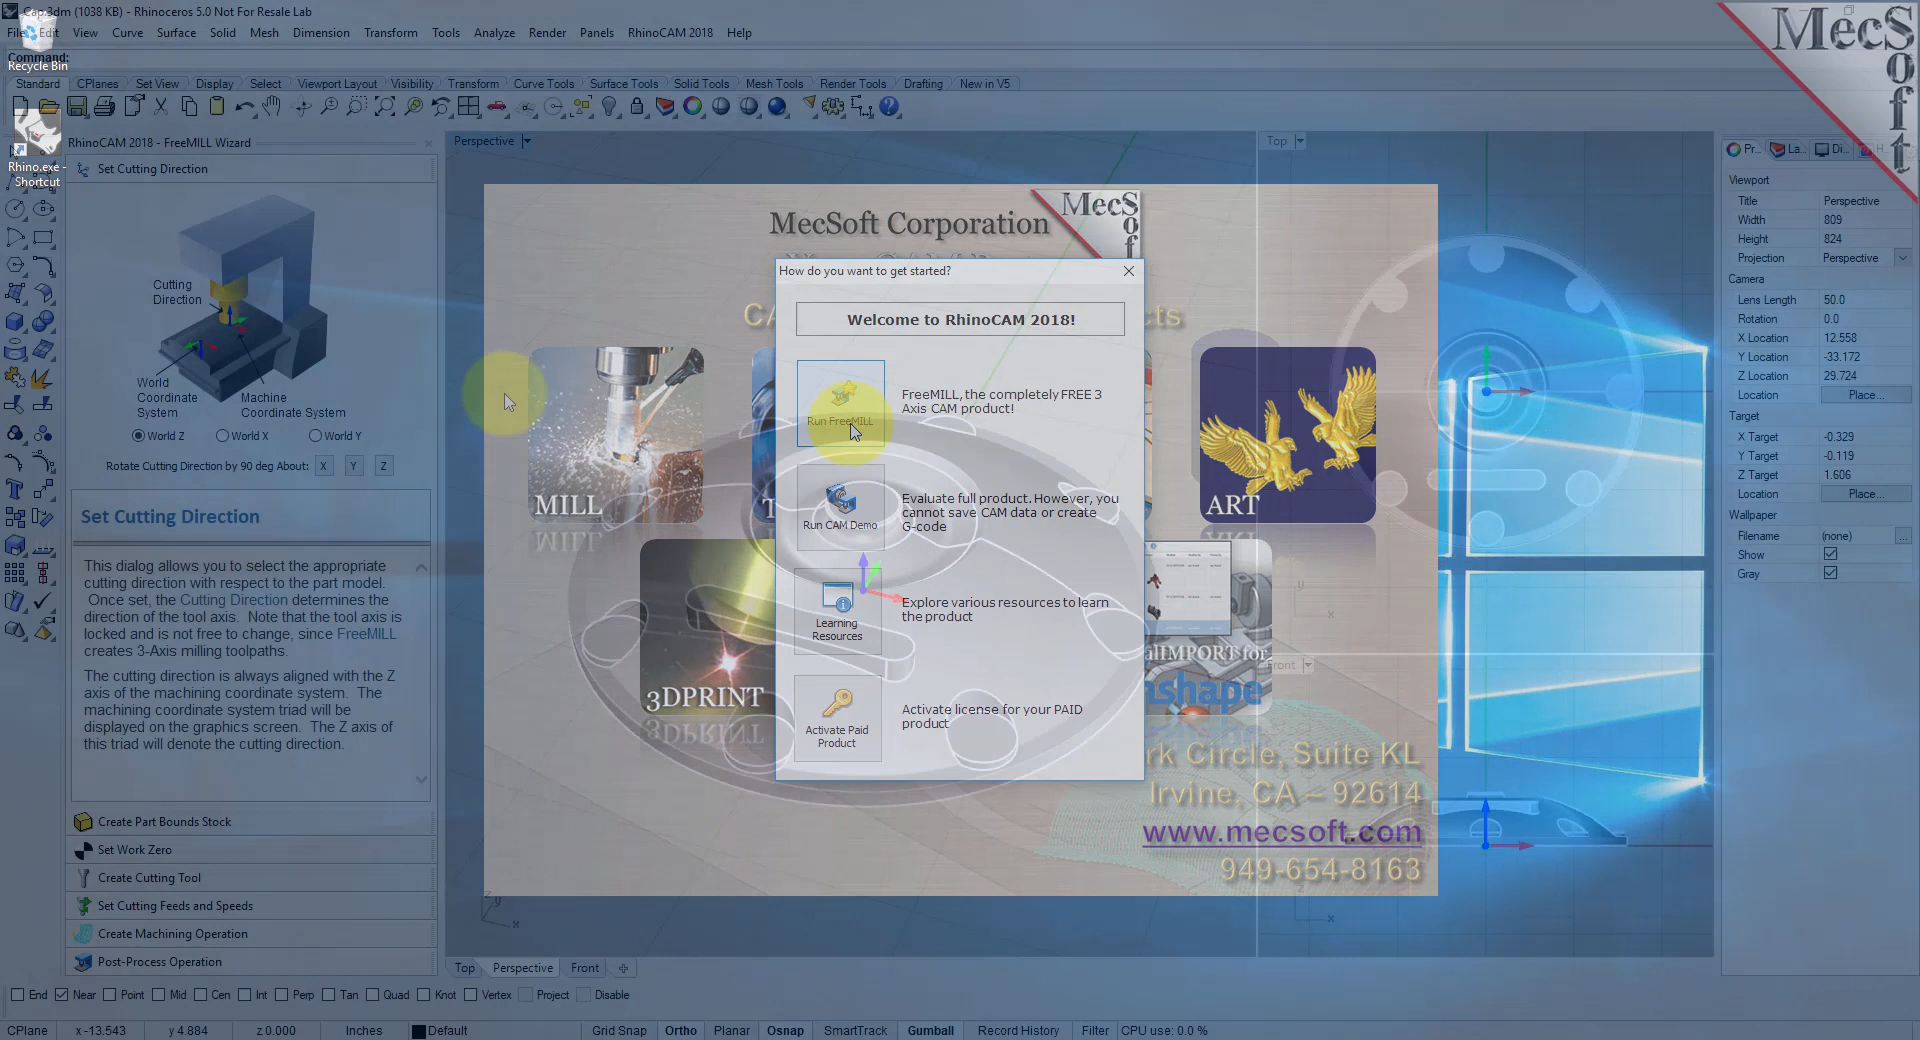 Cap.3dm (1038 KB) - Rhinoceros 5.0 Not For Resale Lab
File Edit View Curve Surface Solid Mesh Dimension Transform Tools Analyze Render Panels RhinoCAM 2018 Help
Command:
Recycle Bin
Standard CPlanes Set View Display Select Viewport Layout Visibility Transform Curve Tools Surface Tools Solid Tools Mesh Tools Render Tools Drafting New in V5
MecSoft
Rhino.exe - Shortcut
RhinoCAM 2018 - FreeMILL Wizard
Set Cutting Direction
Cutting Direction
World Coordinate System
Machine Coordinate System
World Z World X World Y
Rotate Cutting Direction by 90 deg About: X Y Z
Set Cutting Direction
This dialog allows you to select the appropriate
cutting direction with respect to the part model.
Once set, the Cutting Direction determines the
direction of the tool axis. Note that the tool axis is
locked and is not free to change, since FreeMILL
creates 3-Axis milling toolpaths.
The cutting direction is always aligned with the Z
axis of the machining coordinate system. The
machining coordinate system triad will be
displayed on the graphics screen. The Z axis of
this triad will denote the cutting direction.
Create Part Bounds Stock
Set Work Zero
Create Cutting Tool
Set Cutting Feeds and Speeds
Create Machining Operation
Post-Process Operation
Perspective
Top
MecSoft Corporation
MecSof
How do you want to get started?
Welcome to RhinoCAM 2018!
Run FreeMILL
FreeMILL, the completely FREE 3
Axis CAM product!
Run CAM Demo
Evaluate full product. However, you
cannot save CAM data or create
G-code
Learning
Resources
Explore various resources to learn
the product
Activate Paid
Product
Activate license for your PAID
product
CA
cts
MILL
T
ART
3DPRINT
alIMPORT for
nshape
Front
rk Circle, Suite KL
Irvine, CA – 92614
www.mecsoft.com
949-654-8163
z
y
x
y
x
z
x
Pr... La... Di... H
Viewport
Title Perspective
Width 809
Height 824
Projection Perspective
Camera
Lens Length 50.0
Rotation 0.0
X Location 12.558
Y Location -33.172
Z Location 29.724
Location Place...
Target
X Target -0.329
Y Target -0.119
Z Target 1.606
Location Place...
Wallpaper
Filename (none) ...
Show
Gray
Top Perspective Front
End Near Point Mid Cen Int Perp Tan Quad Knot Vertex Project Disable
CPlane x -13.543 y 4.884 z 0.000 Inches Default Grid Snap Ortho Planar Osnap SmartTrack Gumball Record History Filter CPU use: 0.0 %